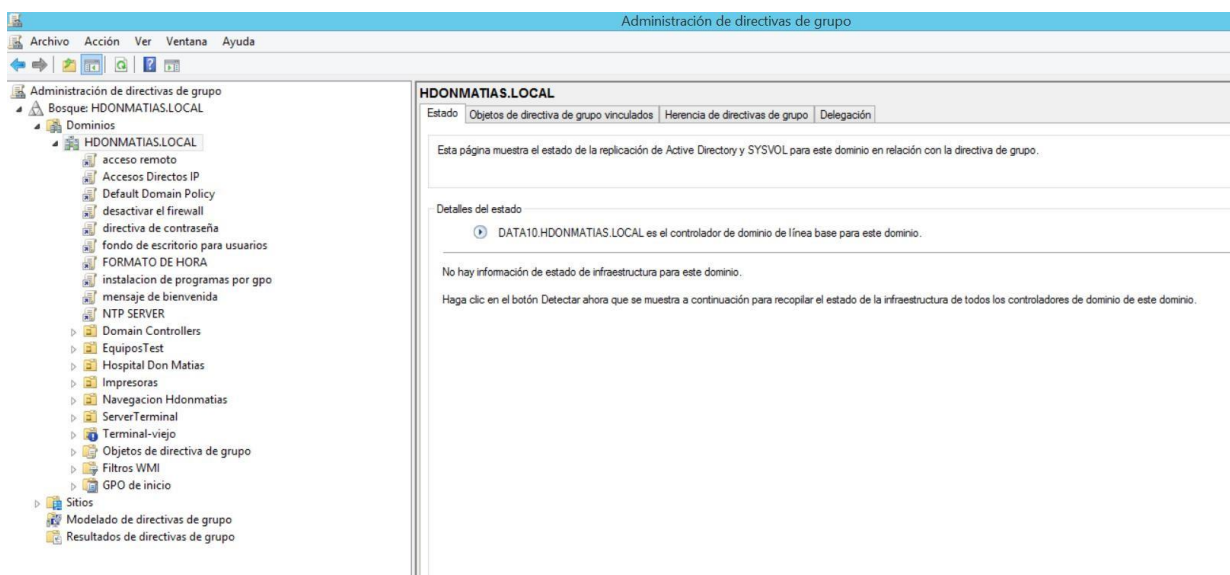 Administración de directivas de grupo
Archivo Acción Ver Ventana Ayuda
Administración de directivas de grupo
Bosque: HDONMATIAS.LOCAL
Dominios
HDONMATIAS.LOCAL
acceso remoto
Accesos Directos IP
Default Domain Policy
desactivar el firewall
directiva de contraseña
fondo de escritorio para usuarios
FORMATO DE HORA
instalacion de programas por gpo
mensaje de bienvenida
NTP SERVER
Domain Controllers
EquiposTest
Hospital Don Matias
Impresoras
Navegacion Hdonmatias
ServerTerminal
Terminal-viejo
Objetos de directiva de grupo
Filtros WMI
GPO de inicio
Sitios
Modelado de directivas de grupo
Resultados de directivas de grupo
HDONMATIAS.LOCAL
Estado Objetos de directiva de grupo vinculados Herencia de directivas de grupo Delegación
Esta página muestra el estado de la replicación de Active Directory y SYSVOL para este dominio en relación con la directiva de grupo.
Detalles del estado
DATA10.HDONMATIAS.LOCAL es el controlador de dominio de línea base para este dominio.
No hay información de estado de infraestructura para este dominio.
Haga clic en el botón Detectar ahora que se muestra a continuación para recopilar el estado de la infraestructura de todos los controladores de dominio de este dominio.